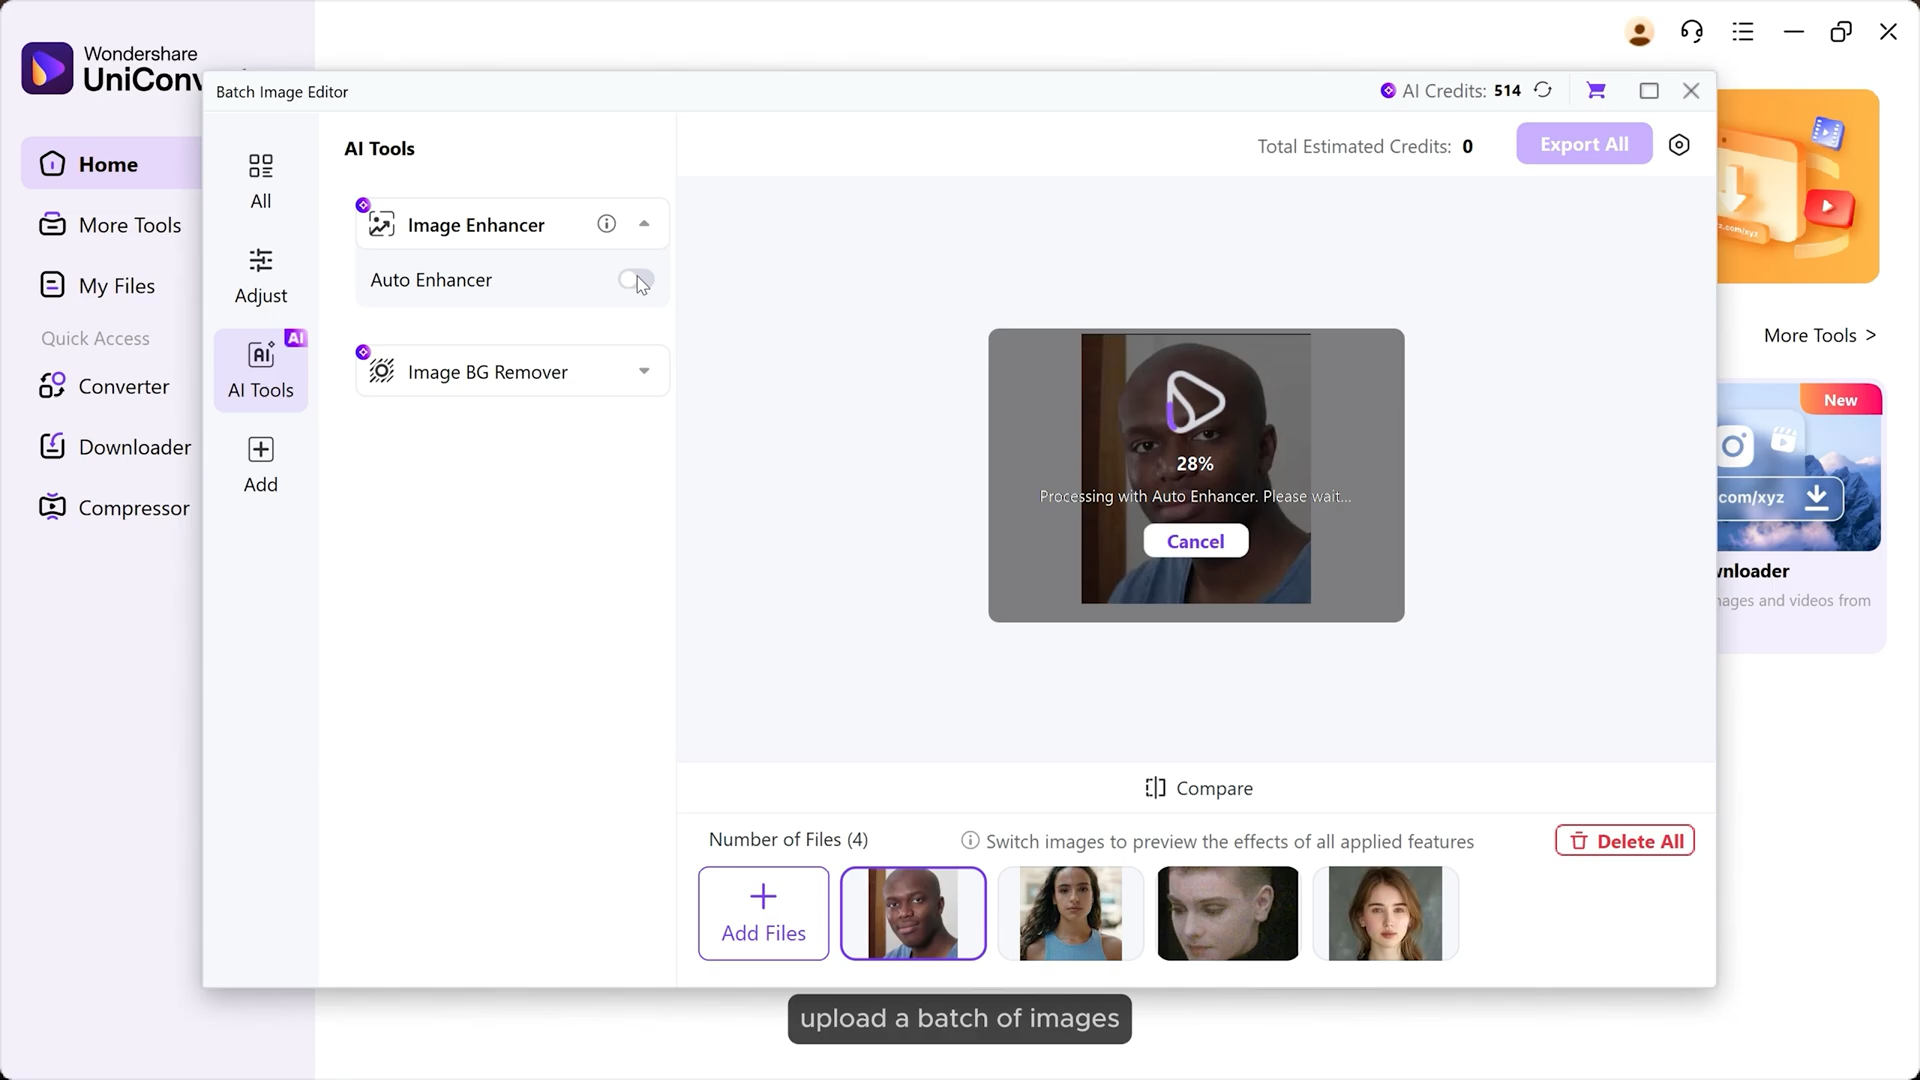 Wondershare
UniConv
Home
More Tools
My Files
Quick Access
Converter
Downloader
Compressor
Batch Image Editor
AI Credits: 514
All
Adjust
AI
AI Tools
Add
AI Tools
Image Enhancer
Auto Enhancer
Image BG Remover
Total Estimated Credits: 0
Export All
28%
Processing with Auto Enhancer. Please wait...
Cancel
Compare
Number of Files (4)
Switch images to preview the effects of all applied features
Delete All
Add Files
z.com/xyz
More Tools >
New
com/xyz
wnloader
nages and videos from
upload a batch of images